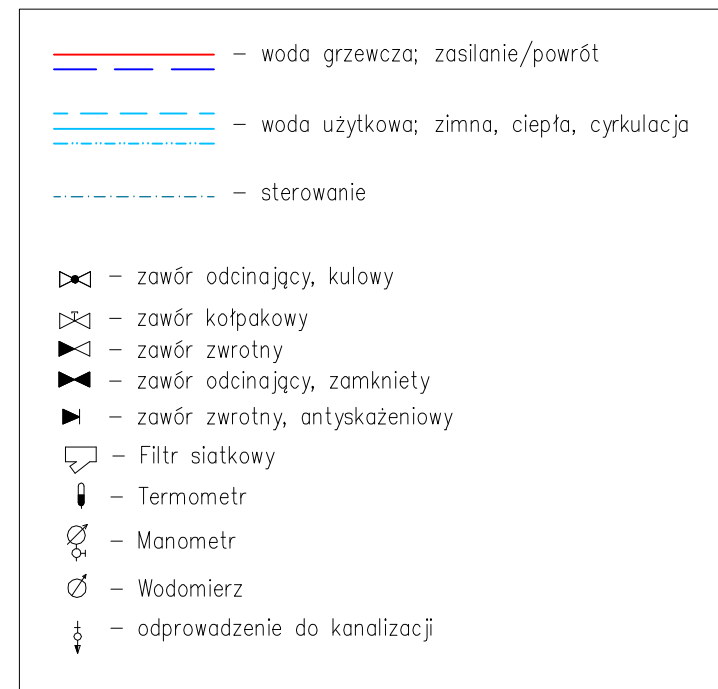 – woda grzewcza; zasilanie/powrót
– woda użytkowa; zimna, ciepła, cyrkulacja
– sterowanie
– zawór odcinający, kulowy
– zawór kołpakowy
– zawór zwrotny
– zawór odcinający, zamkniety
– zawór zwrotny, antyskażeniowy
– Filtr siatkowy
– Termometr
– Manometr
– Wodomierz
– odprowadzenie do kanalizacji